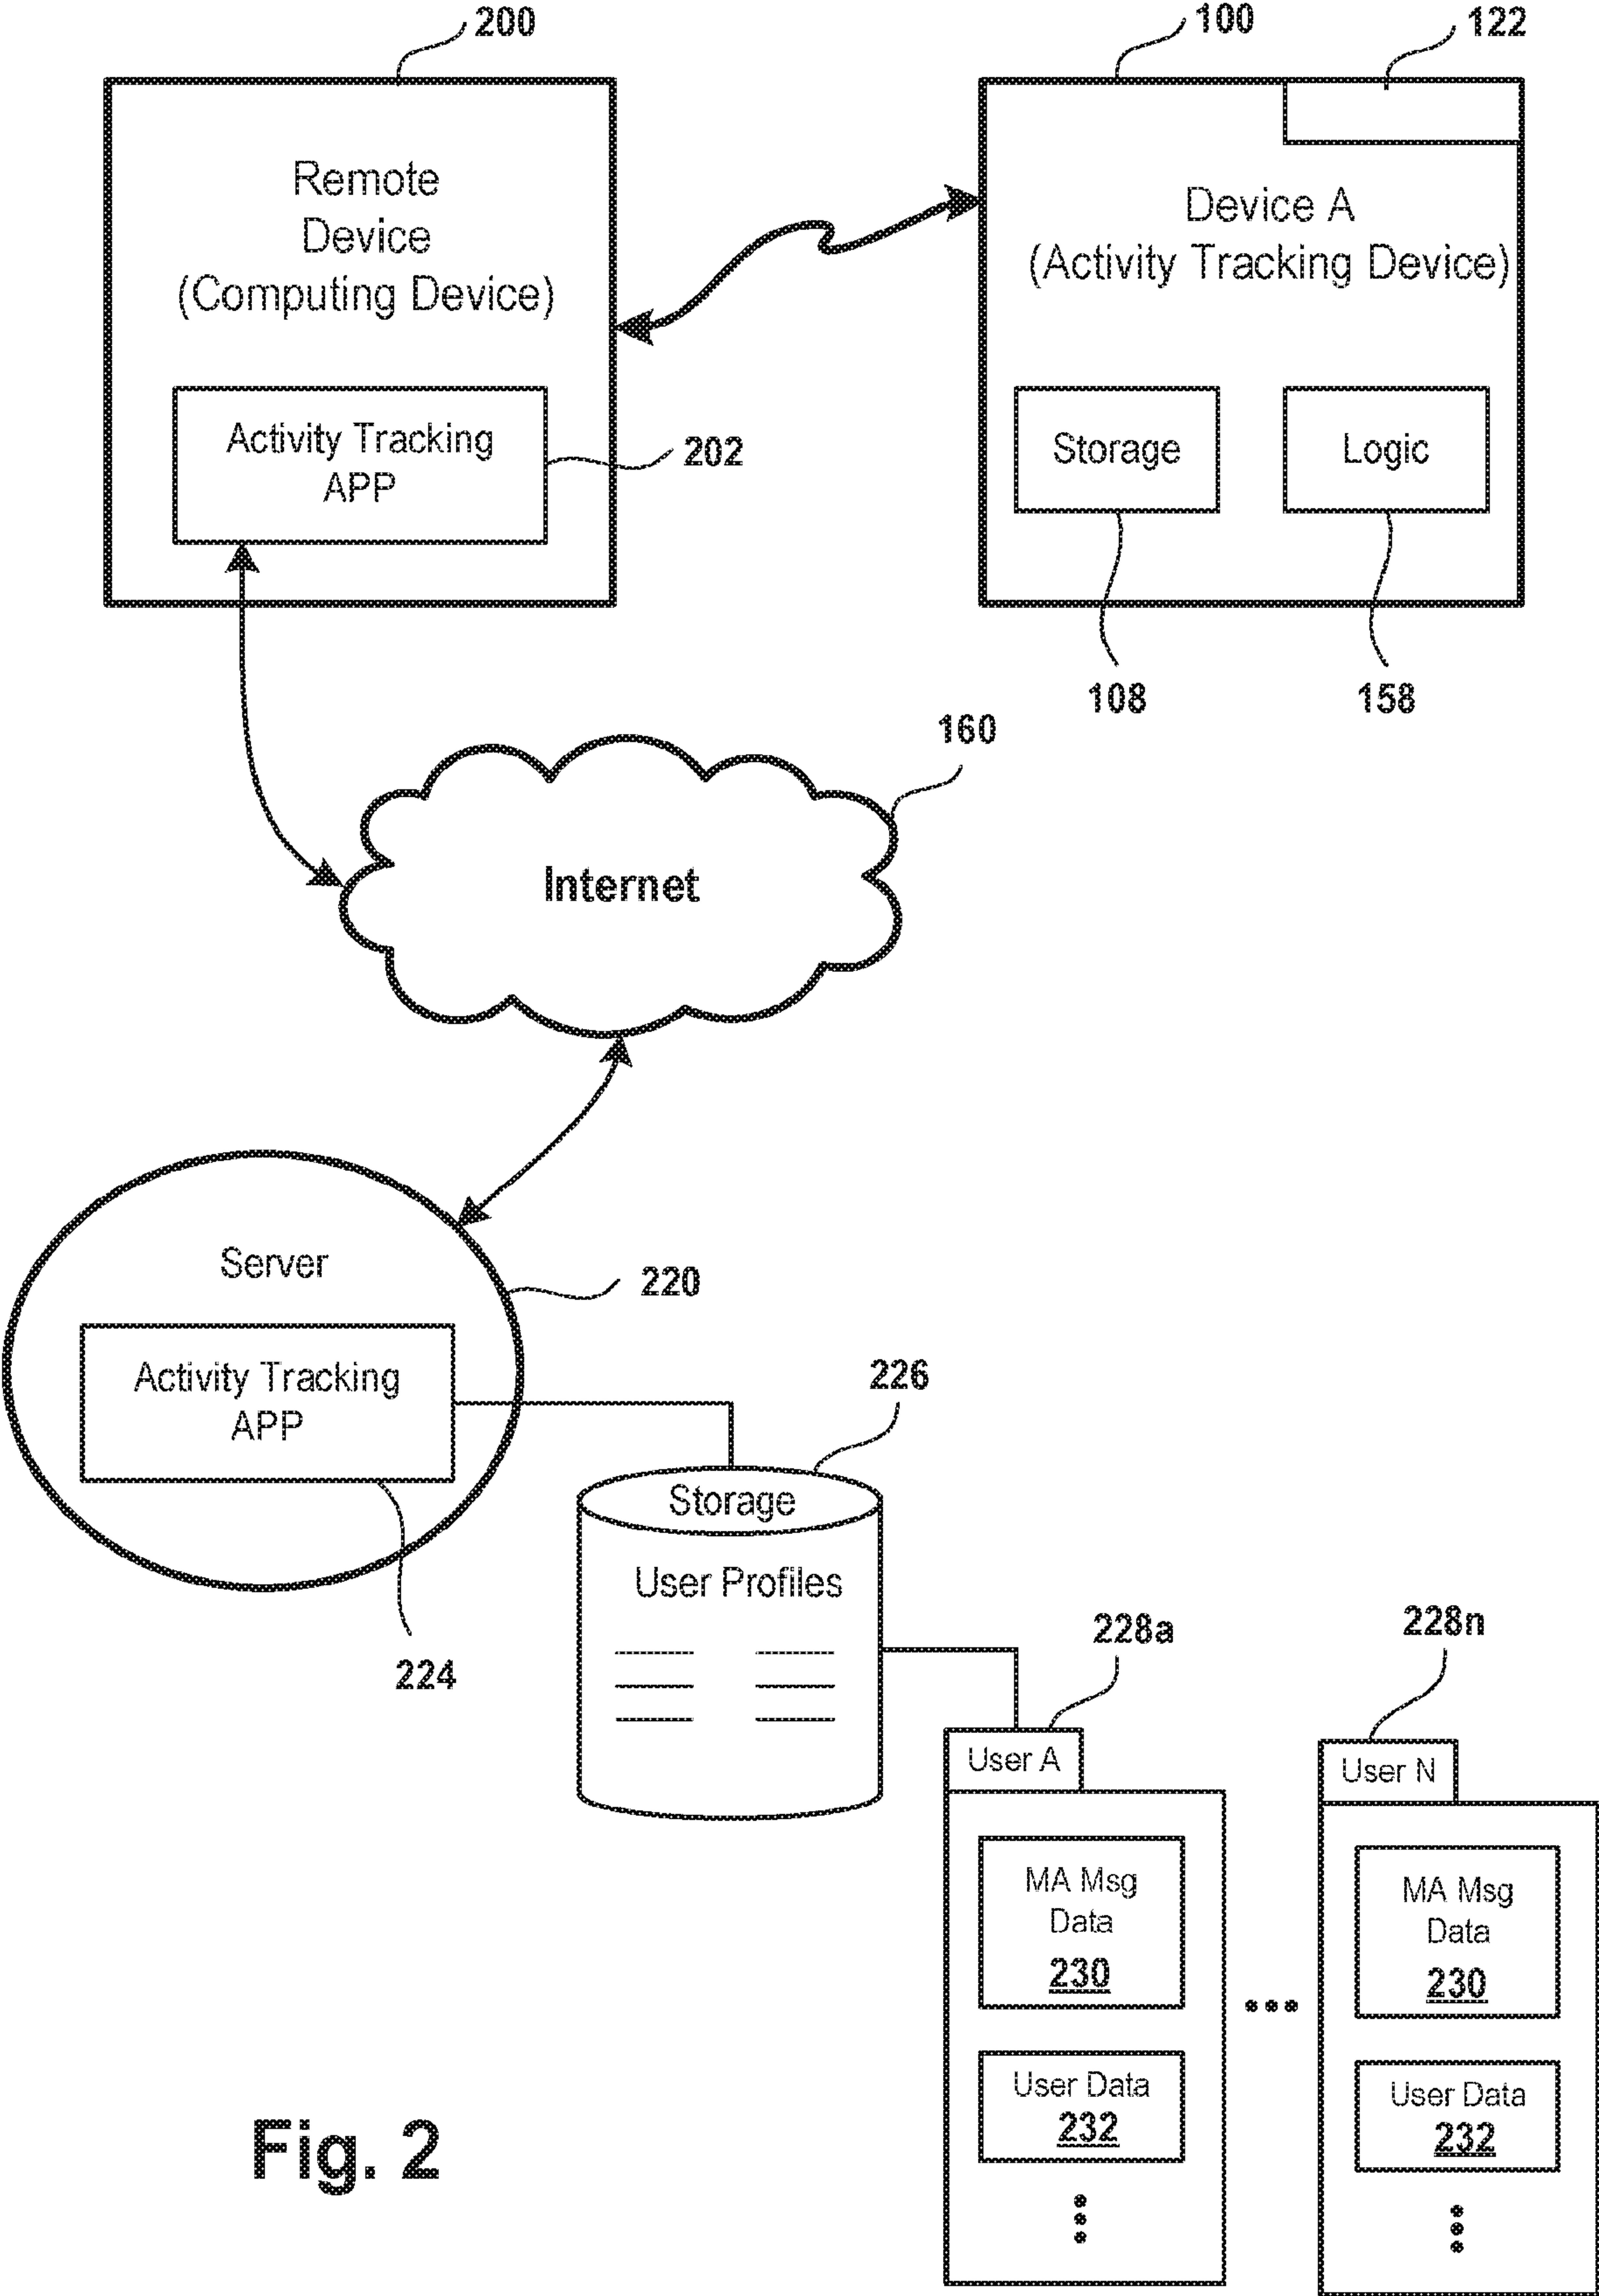 200
100
122
Remote
Device
(Computing Device)
Device A
(Activity Tracking Device)
Activity Tracking
APP
202
Storage
Logic
108
158
160
Internet
Server
220
Activity Tracking
APP
224
226
Storage
User Profiles
228a
228n
User A
User N
MA Msg
Data
230
MA Msg
Data
230
User Data
232
User Data
232
Fig. 2